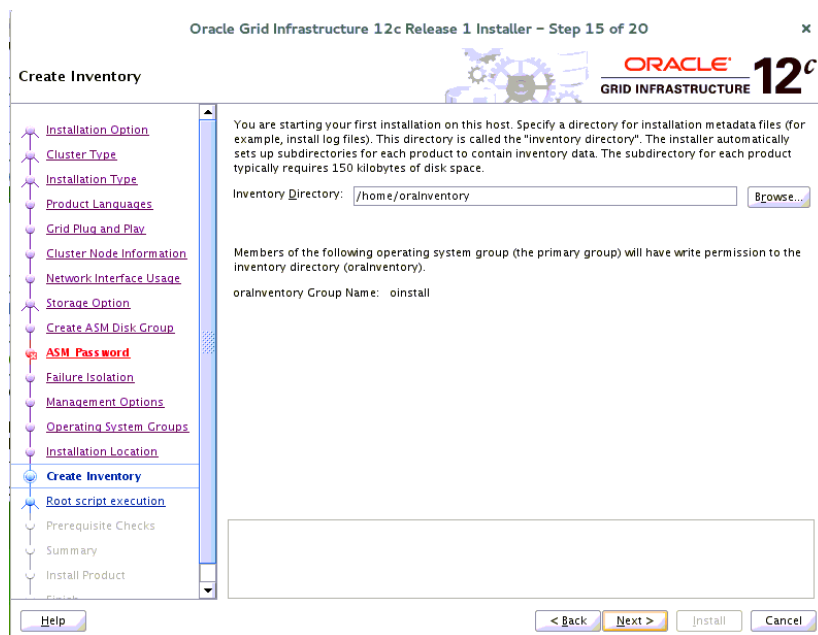 Oracle Grid Infrastructure 12c Release 1 Installer – Step 15 of 20
Create Inventory
ORACLE
GRID INFRASTRUCTURE
12c
Installation Option
Cluster Type
Installation Type
Product Languages
Grid Plug and Play
Cluster Node Information
Network Interface Usage
Storage Option
Create ASM Disk Group
ASM Password
Failure Isolation
Management Options
Operating System Groups
Installation Location
Create Inventory
Root script execution
Prerequisite Checks
Summary
Install Product
Finish
You are starting your first installation on this host. Specify a directory for installation metadata files (for
example, install log files). This directory is called the "inventory directory". The installer automatically
sets up subdirectories for each product to contain inventory data. The subdirectory for each product
typically requires 150 kilobytes of disk space.
Inventory Directory: /home/oraInventory Browse...
Members of the following operating system group (the primary group) will have write permission to the
inventory directory (oraInventory).
oraInventory Group Name: oinstall
Help < Back Next > Install Cancel